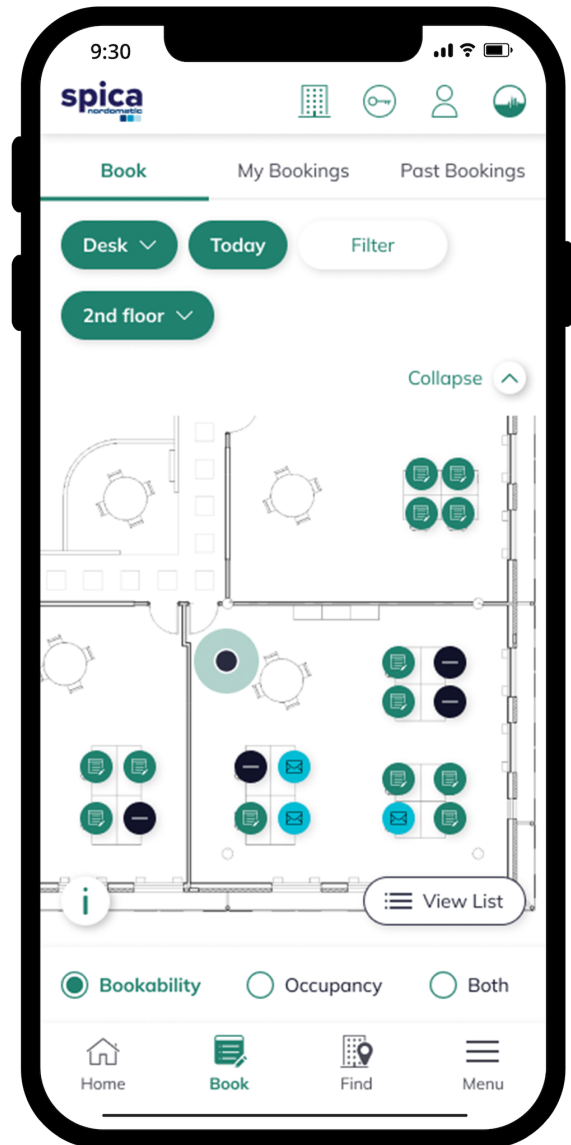 9:30
spica
nordomatic
Book
My Bookings
Past Bookings
Desk
Today
Filter
2nd floor
Collapse
i
View List
Bookability
Occupancy
Both
Home
Book
Find
Menu